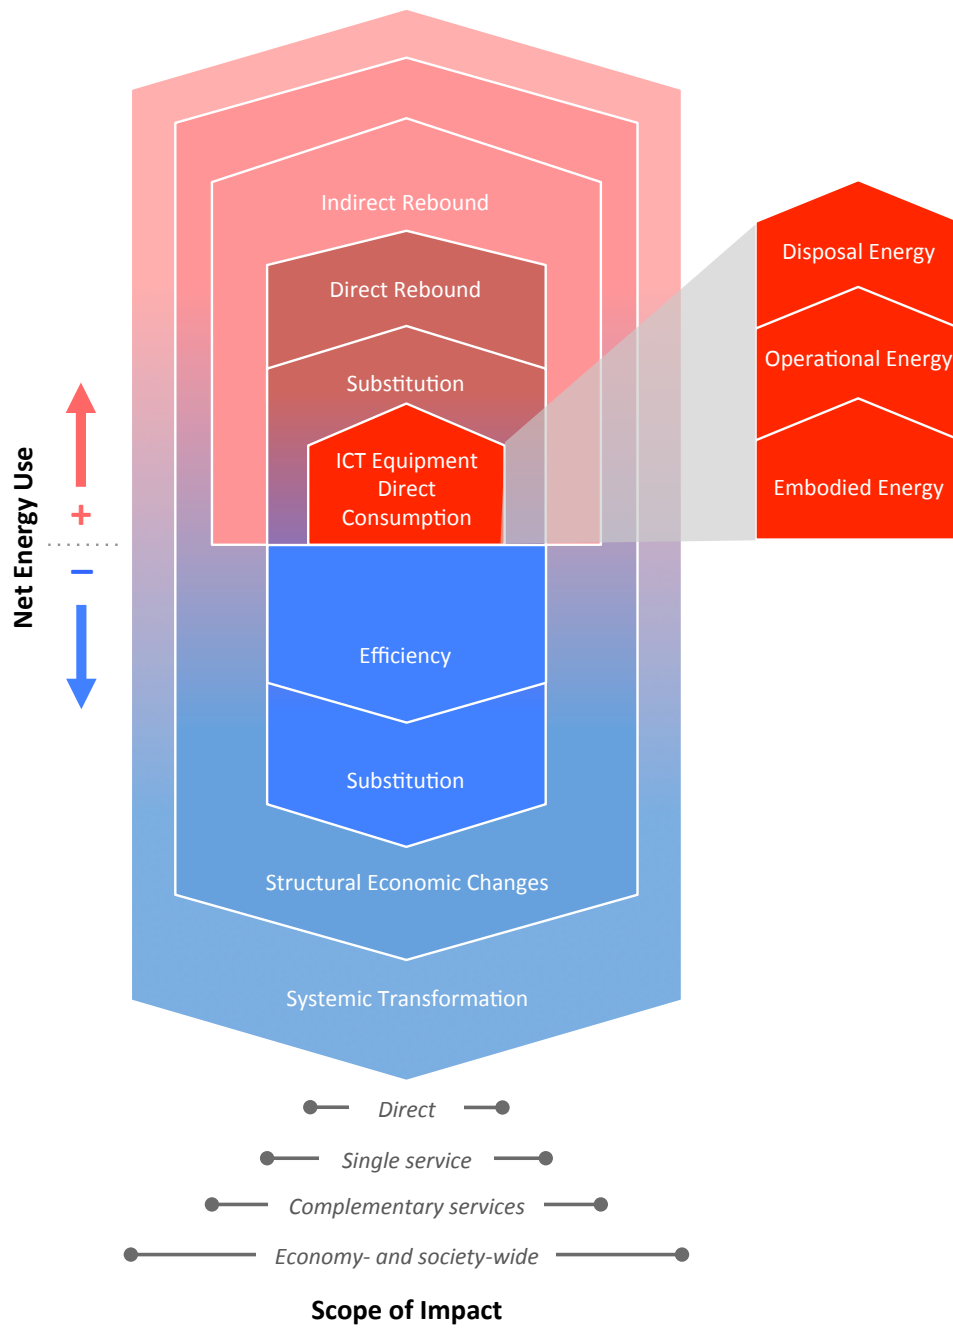 Indirect Rebound
Direct Rebound
Substitution
ICT Equipment
Direct
Consumption
Disposal Energy
Operational Energy
Embodied Energy
Net Energy Use
+
−
Efficiency
Substitution
Structural Economic Changes
Systemic Transformation
Direct
Single service
Complementary services
Economy- and society-wide
Scope of Impact